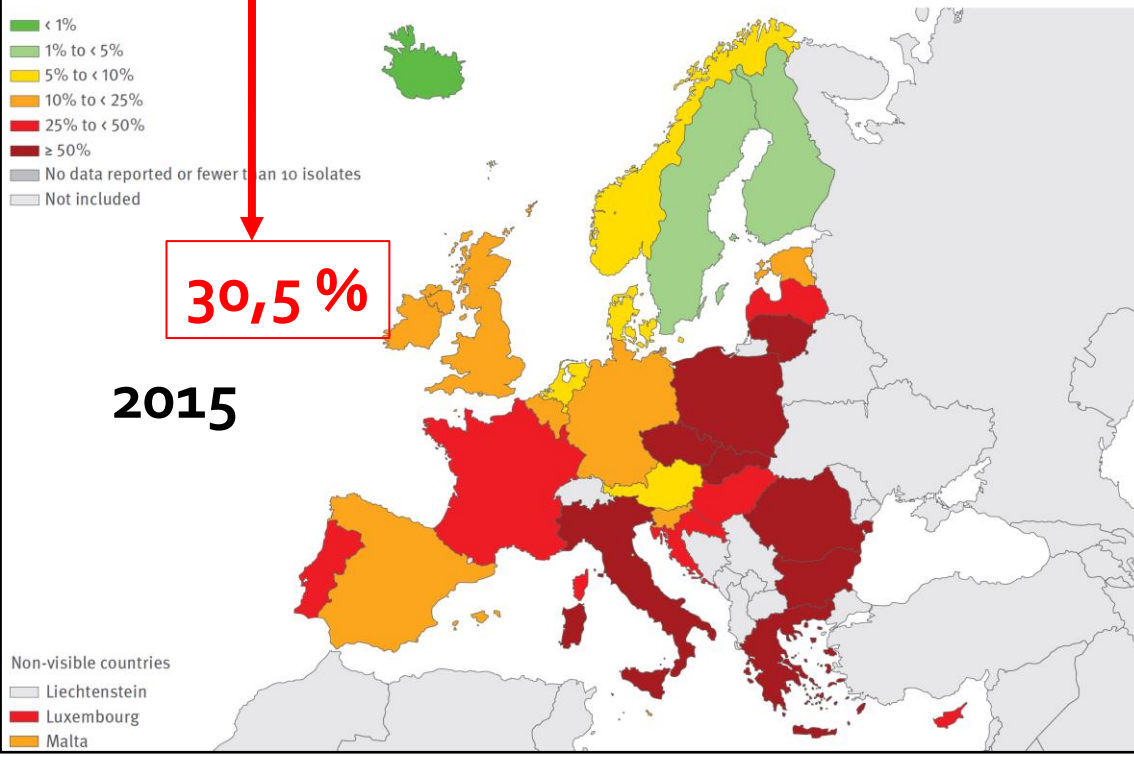 < 1%
1% to < 5%
5% to < 10%
10% to < 25%
25% to < 50%
≥ 50%
No data reported or fewer than 10 isolates
Not included
30,5 %
2015
Non-visible countries
Liechtenstein
Luxembourg
Malta